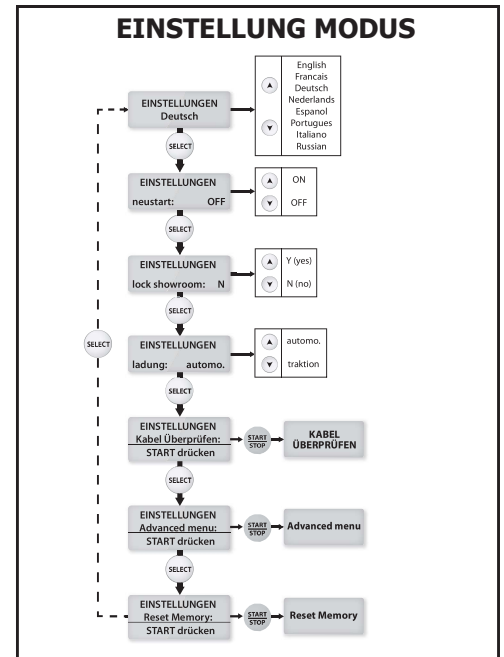 EINSTELLUNG MODUS
EINSTELLUNGEN
Deutsch
English
Francais
Deutsch
Nederlands
Espanol
Portugues
Italiano
Russian
SELECT
EINSTELLUNGEN
neustart: OFF
ON
OFF
SELECT
EINSTELLUNGEN
lock showroom: N
Y (yes)
N (no)
SELECT
SELECT
EINSTELLUNGEN
ladung: automo.
automo.
traktion
SELECT
EINSTELLUNGEN
Kabel Überprüfen:
START drücken
START
STOP
KABEL
ÜBERPRÜFEN
SELECT
EINSTELLUNGEN
Advanced menu:
START drücken
START
STOP
Advanced menu
SELECT
EINSTELLUNGEN
Reset Memory:
START drücken
START
STOP
Reset Memory